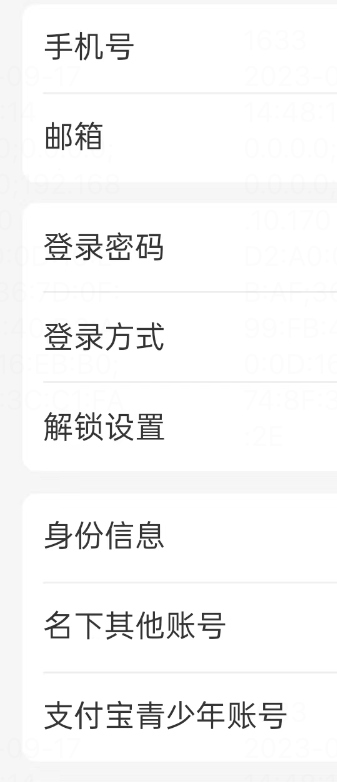 手机号
邮箱
登录密码
登录方式
解锁设置
身份信息
名下其他账号
支付宝青少年账号